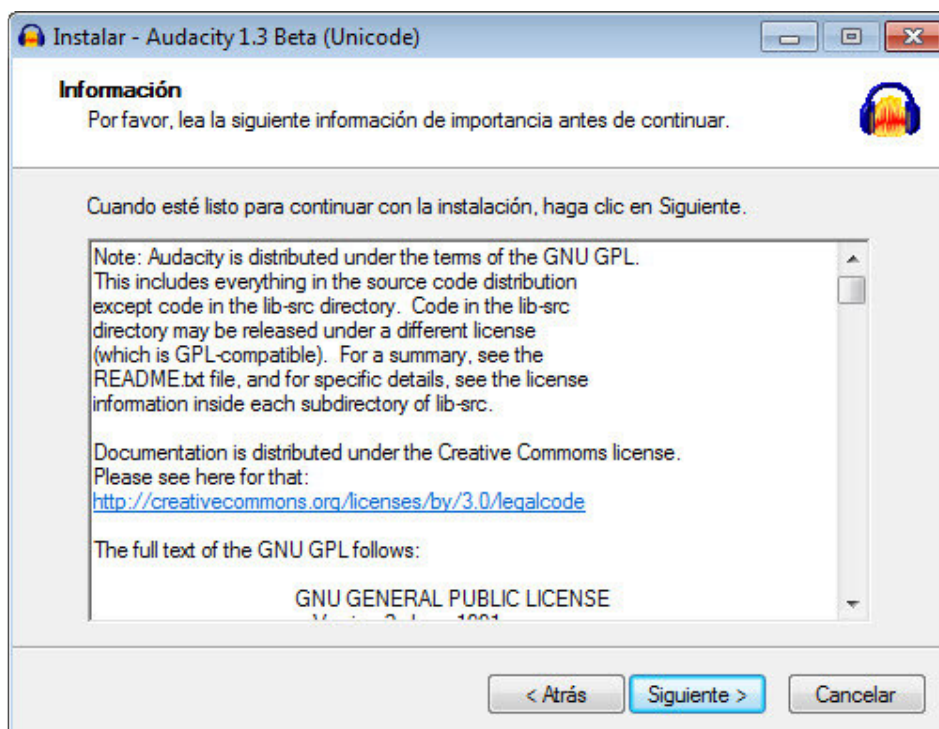 Instalar - Audacity 1.3 Beta (Unicode)
Información
Por favor, lea la siguiente información de importancia antes de continuar.
Cuando esté listo para continuar con la instalación, haga clic en Siguiente.
Note: Audacity is distributed under the terms of the GNU GPL.
This includes everything in the source code distribution
except code in the lib-src directory. Code in the lib-src
directory may be released under a different license
(which is GPL-compatible). For a summary, see the
README.txt file, and for specific details, see the license
information inside each subdirectory of lib-src.
Documentation is distributed under the Creative Commoms license.
Please see here for that:
http://creativecommons.org/licenses/by/3.0/legalcode
The full text of the GNU GPL follows:
GNU GENERAL PUBLIC LICENSE
< Atrás
Siguiente >
Cancelar